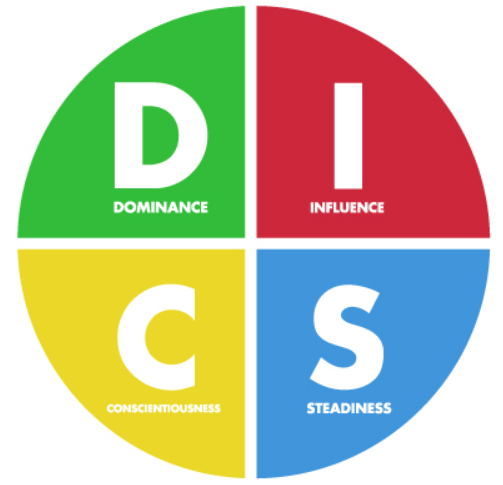 D
DOMINANCE
I
INFLUENCE
C
CONSCIENTIOUSNESS
S
STEADINESS